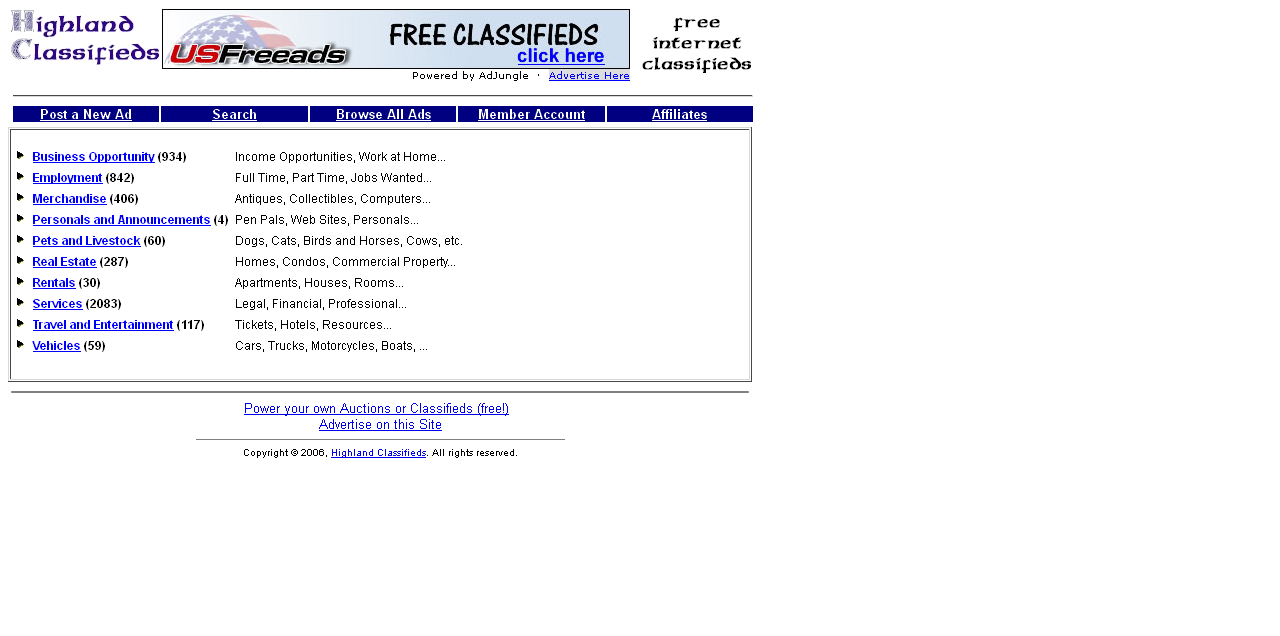 Highland
Classifieds
USFreeads
FREE CLASSIFIEDS
click here
free
internet
classifieds
Powered by AdJungle · Advertise Here
Post a New Ad Search Browse All Ads Member Account Affiliates
Business Opportunity (934) Income Opportunities, Work at Home...
Employment (842) Full Time, Part Time, Jobs Wanted...
Merchandise (406) Antiques, Collectibles, Computers...
Personals and Announcements (4) Pen Pals, Web Sites, Personals...
Pets and Livestock (60) Dogs, Cats, Birds and Horses, Cows, etc.
Real Estate (287) Homes, Condos, Commercial Property...
Rentals (30) Apartments, Houses, Rooms...
Services (2083) Legal, Financial, Professional...
Travel and Entertainment (117) Tickets, Hotels, Resources...
Vehicles (59) Cars, Trucks, Motorcycles, Boats, ...
Power your own Auctions or Classifieds (free!)
Advertise on this Site
Copyright © 2006, Highland Classifieds. All rights reserved.